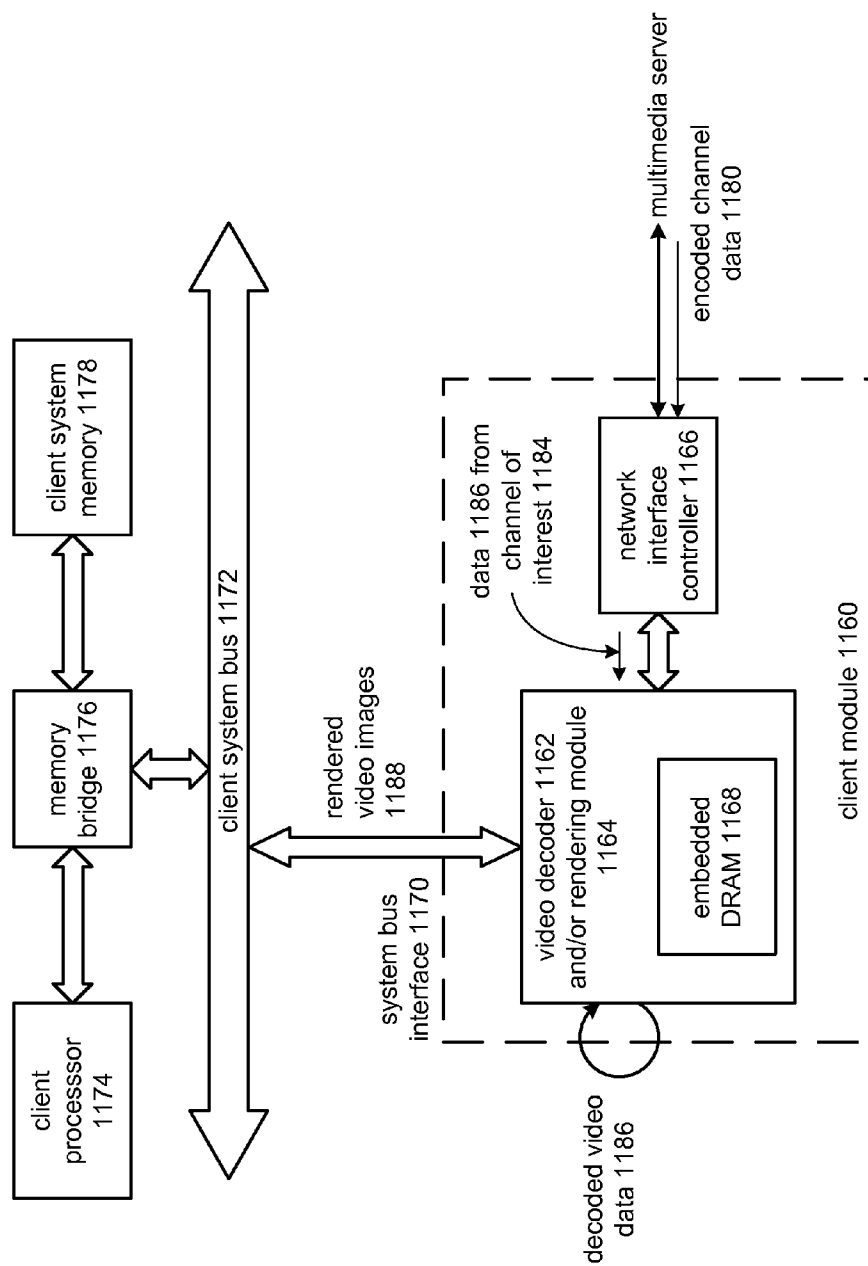 client
processsor
1174
memory
bridge 1176
client system
memory 1178
client system bus 1172
rendered
video images
1188
system bus
interface 1170
data 1186 from
channel of
interest 1184
decoded video
data 1186
video decoder 1162
and/or rendering module
1164
embedded
DRAM 1168
network
interface
controller 1166
multimedia server
encoded channel
data 1180
client module 1160